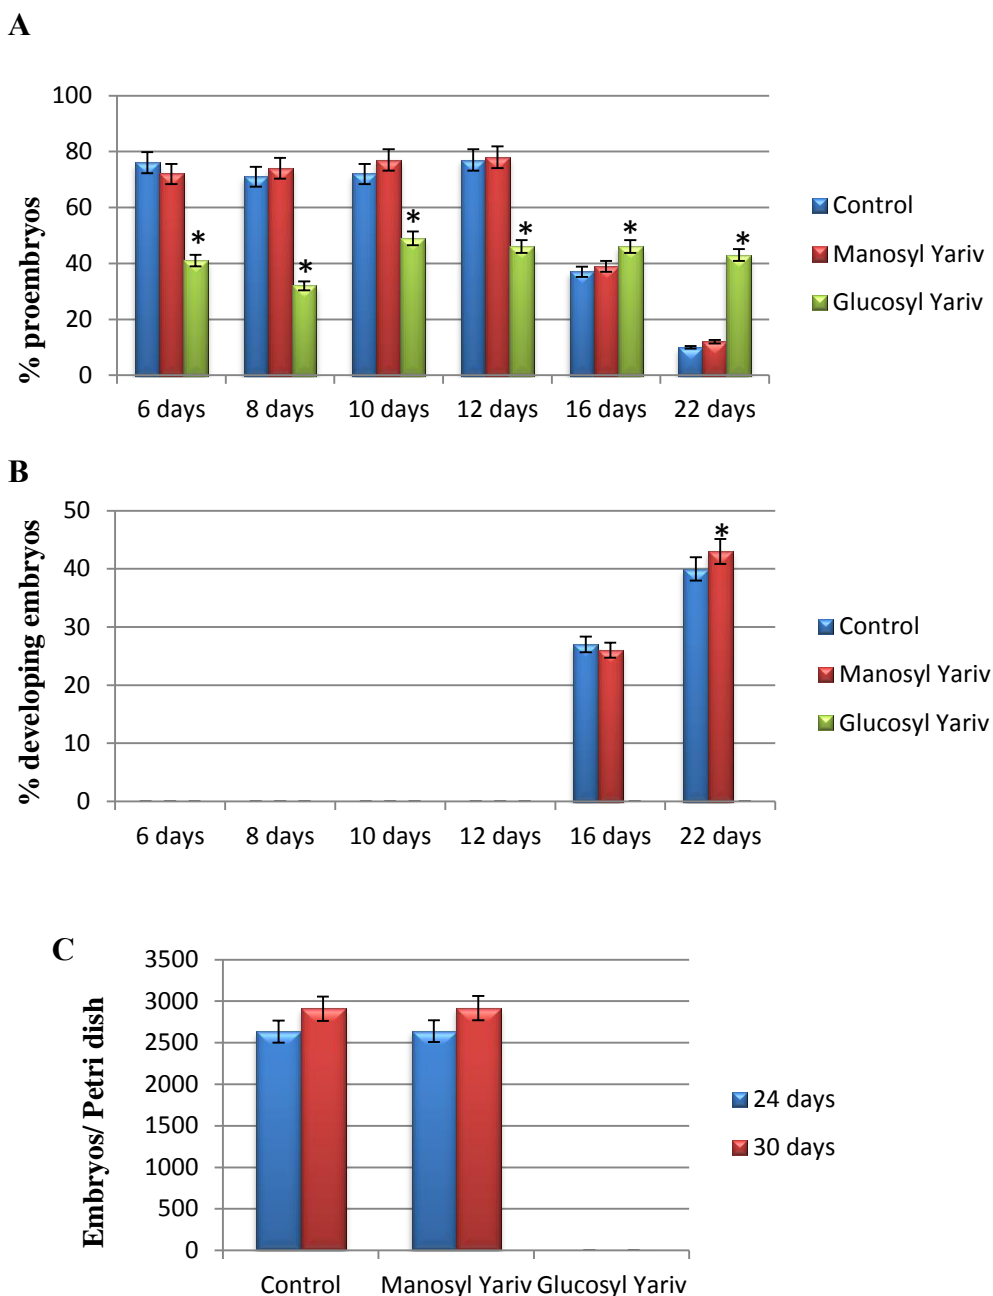 A
% proembryos
100
80
60
40
20
0
* * * * * *
6 days 8 days 10 days 12 days 16 days 22 days
Control
Manosyl Yariv
Glucosyl Yariv
B
% developing embryos
50
40
30
20
10
0
*
6 days 8 days 10 days 12 days 16 days 22 days
Control
Manosyl Yariv
Glucosyl Yariv
C
Embryos/ Petri dish
3500
3000
2500
2000
1500
1000
500
0
Control Manosyl Yariv Glucosyl Yariv
24 days
30 days